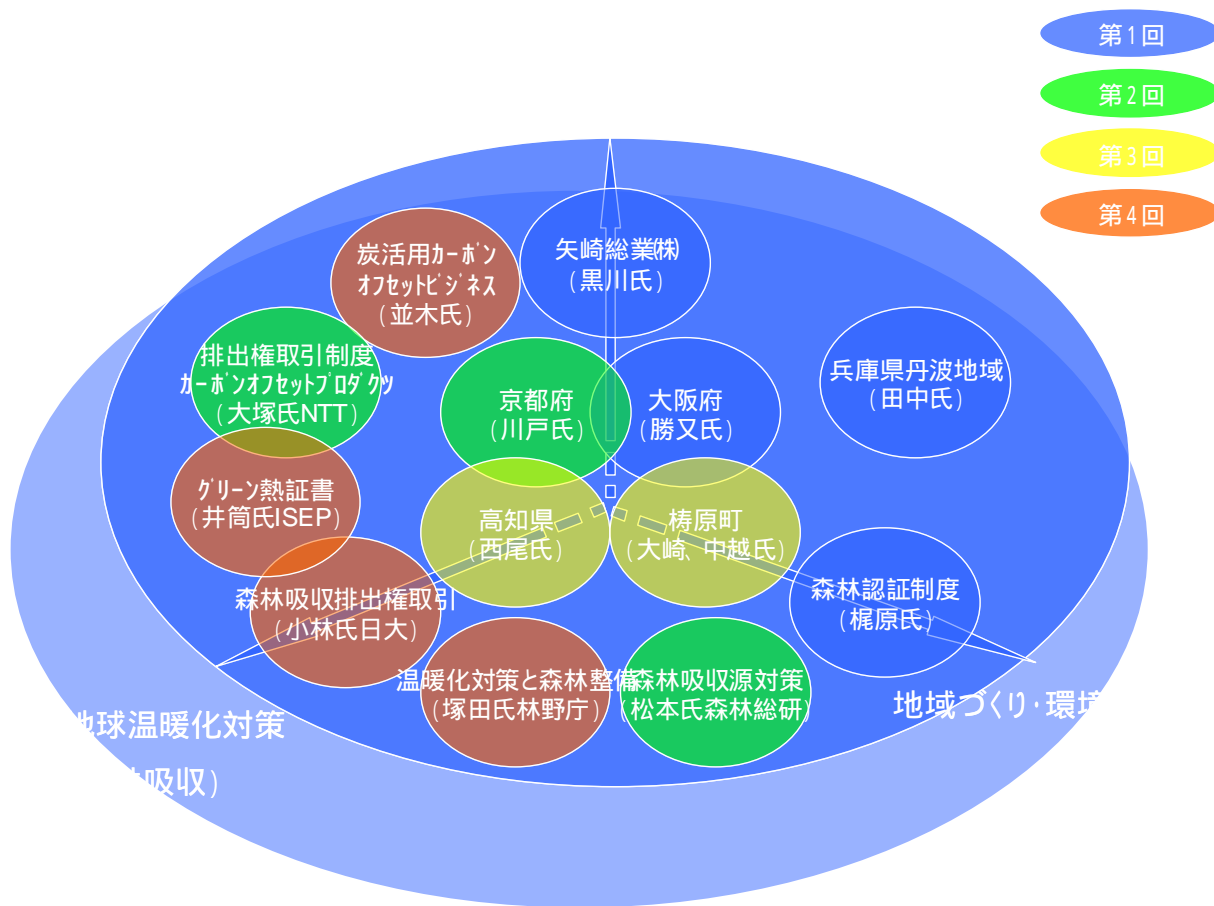 第1回
第2回
第3回
第4回
炭活用カーボン
オフセットビジネス
(並木氏)
矢崎総業(株)
(黒川氏)
排出権取引制度
カーボンオフセットプロダクツ
(大塚氏NTT)
京都府
(川戸氏)
大阪府
(勝又氏)
兵庫県丹波地域
(田中氏)
グリーン熱証書
(井筒氏ISEP)
高知県
(西尾氏)
梼原町
(大崎、中越氏)
森林吸収排出権取引
(小林氏日大)
森林認証制度
(梶原氏)
温暖化対策と森林整備
(塚田氏林野庁)
森林吸収源対策
(松本氏森林総研)
地球温暖化対策
吸収)
地域づくり・環境